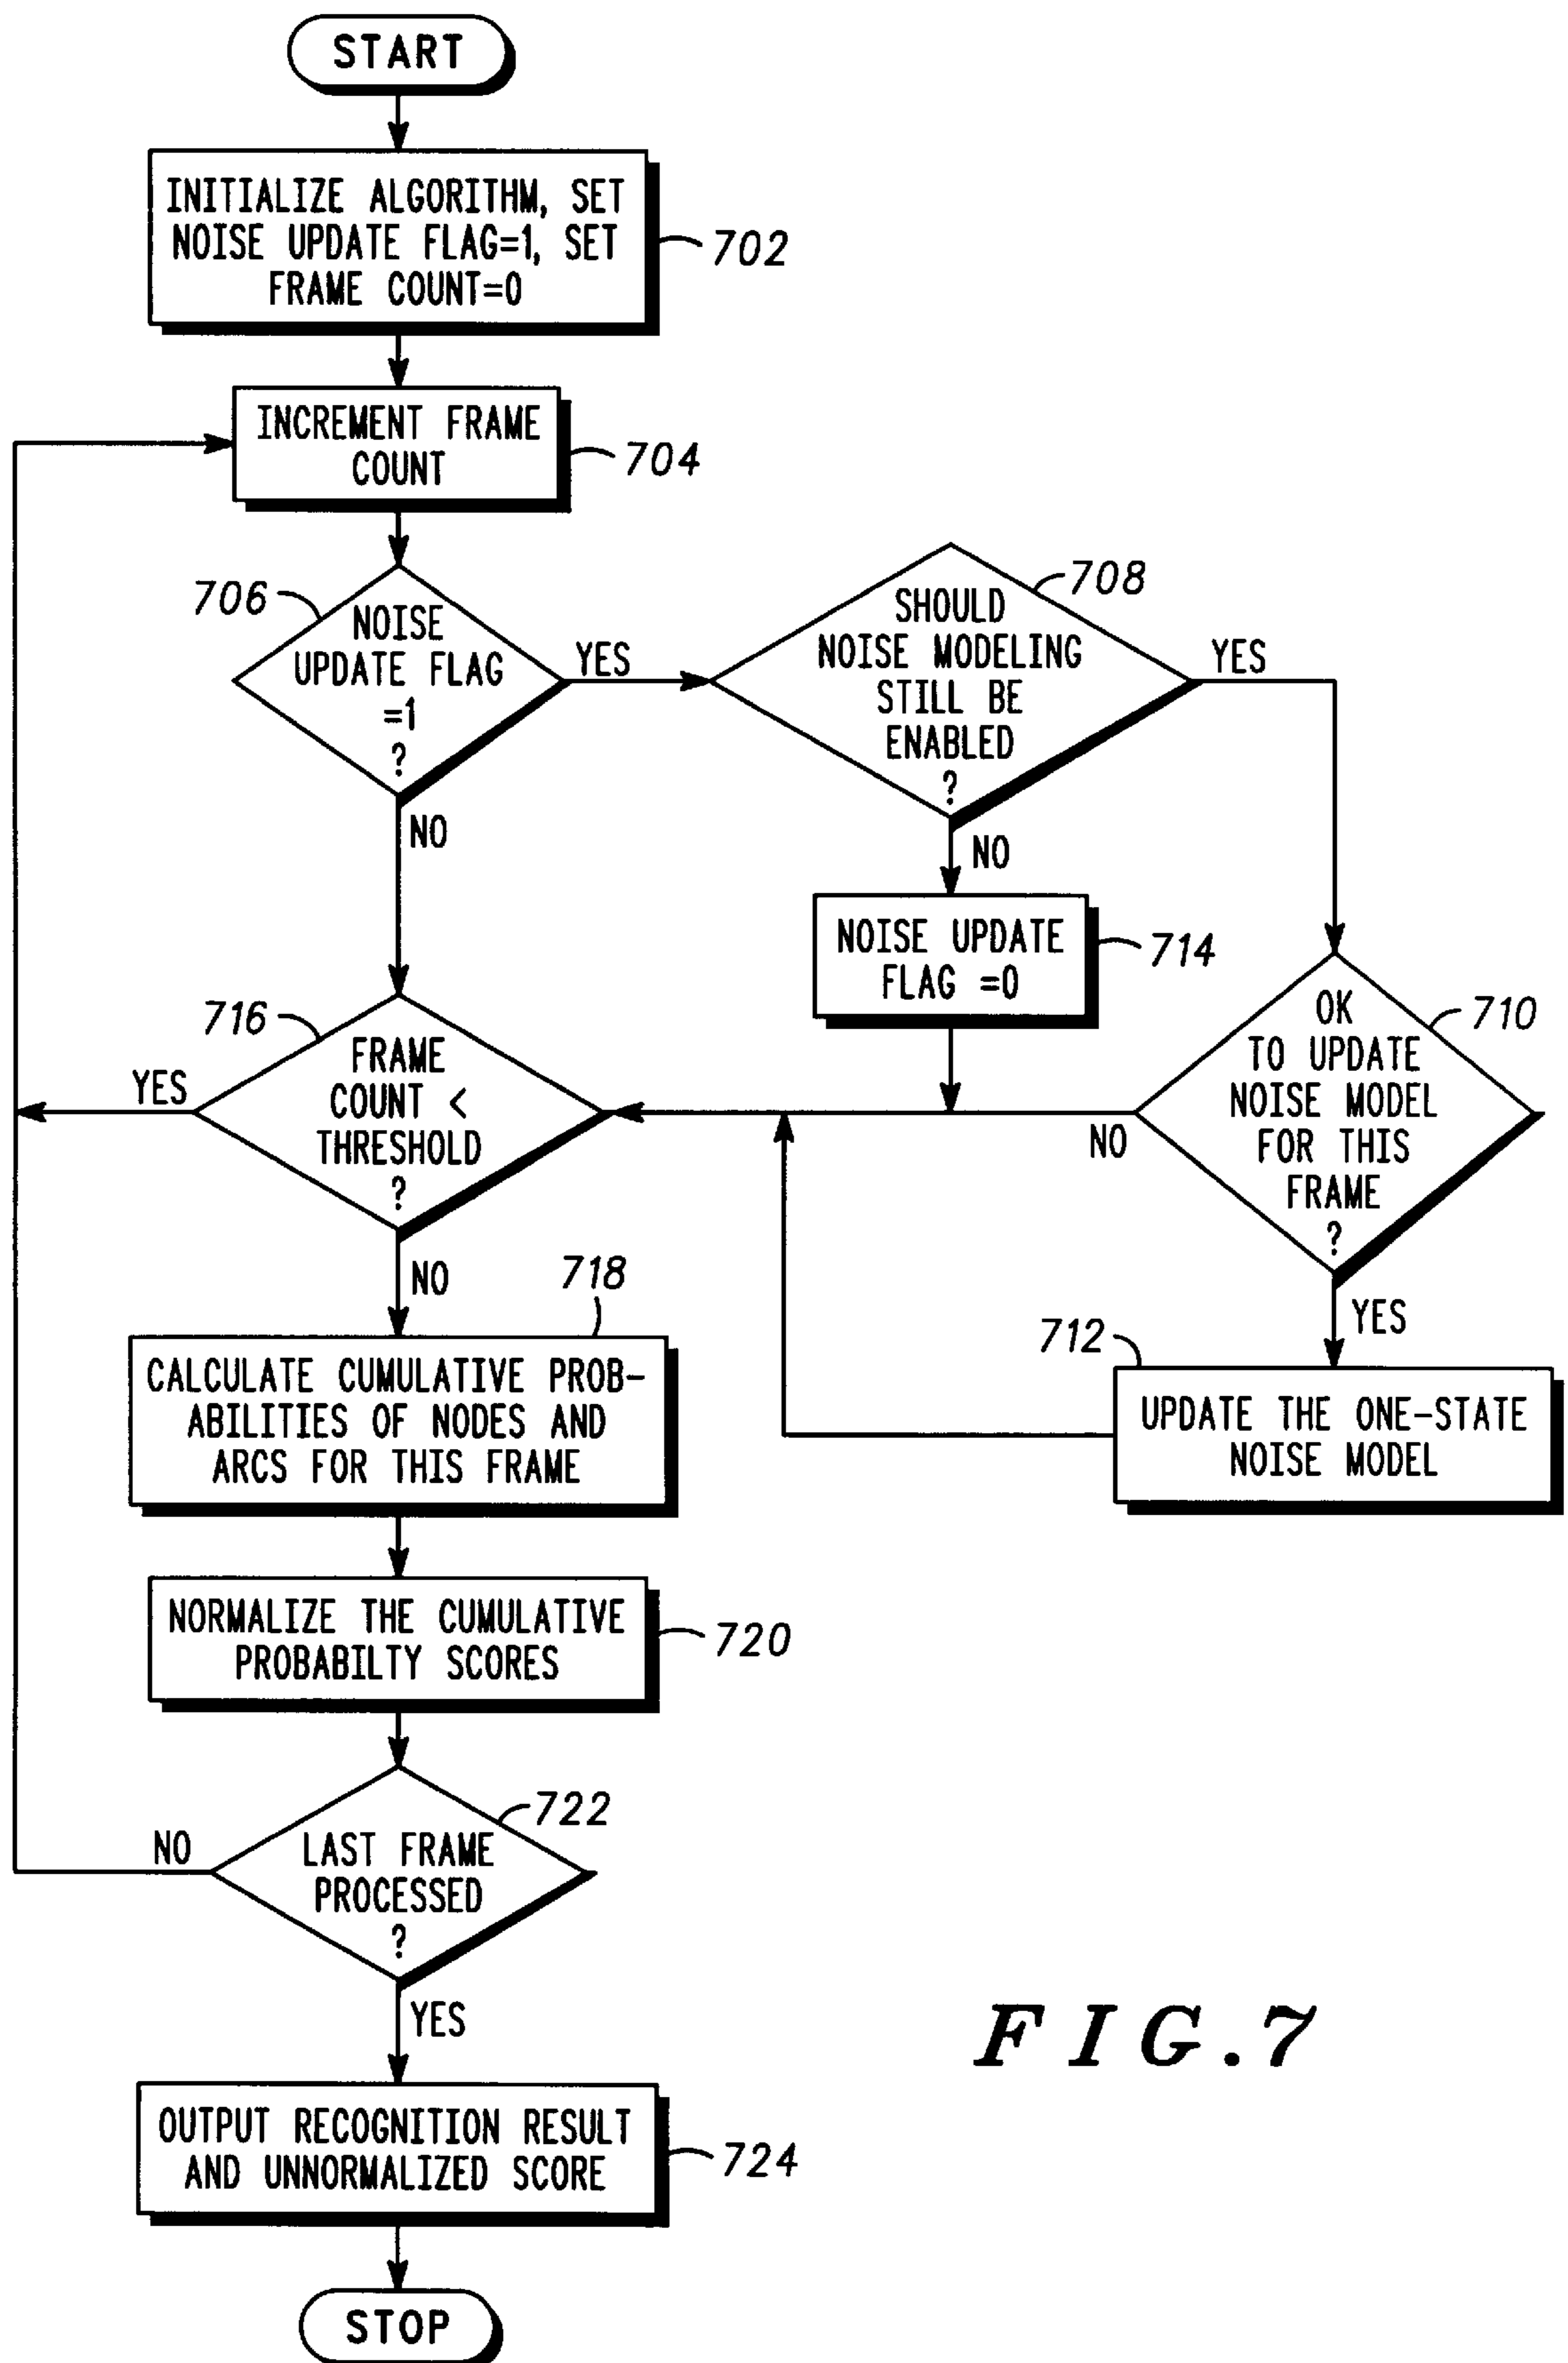 START
INITIALIZE ALGORITHM, SET
NOISE UPDATE FLAG=1, SET
FRAME COUNT=0
702
INCREMENT FRAME
COUNT
704
706
NOISE
UPDATE FLAG
=1
?
YES
NO
708
SHOULD
NOISE MODELING
STILL BE
ENABLED
?
YES
NO
NOISE UPDATE
FLAG =0
714
710
OK
TO UPDATE
NOISE MODEL
FOR THIS
FRAME
?
NO
YES
712
UPDATE THE ONE-STATE
NOISE MODEL
716
FRAME
COUNT <
THRESHOLD
?
YES
NO
718
CALCULATE CUMULATIVE PROB-
ABILITIES OF NODES AND
ARCS FOR THIS FRAME
NORMALIZE THE CUMULATIVE
PROBABILTY SCORES
720
722
LAST FRAME
PROCESSED
?
NO
YES
OUTPUT RECOGNITION RESULT
AND UNNORMALIZED SCORE
724
STOP
FIG.7